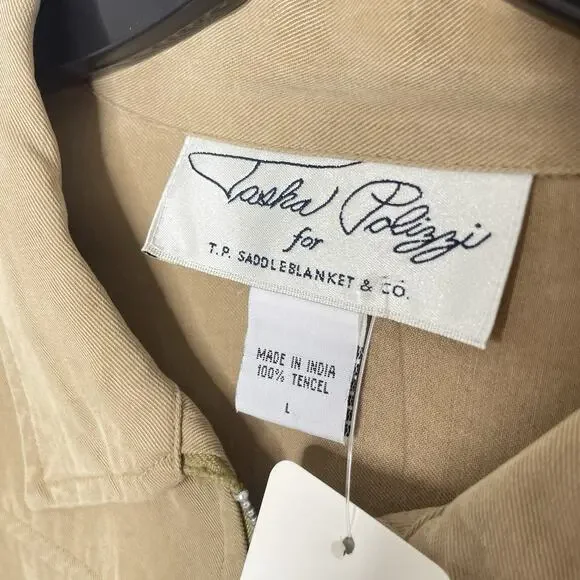 Tasha Polizzi
for
T.P. SADDLEBLANKET & CO.
MADE IN INDIA
100% TENCEL
L